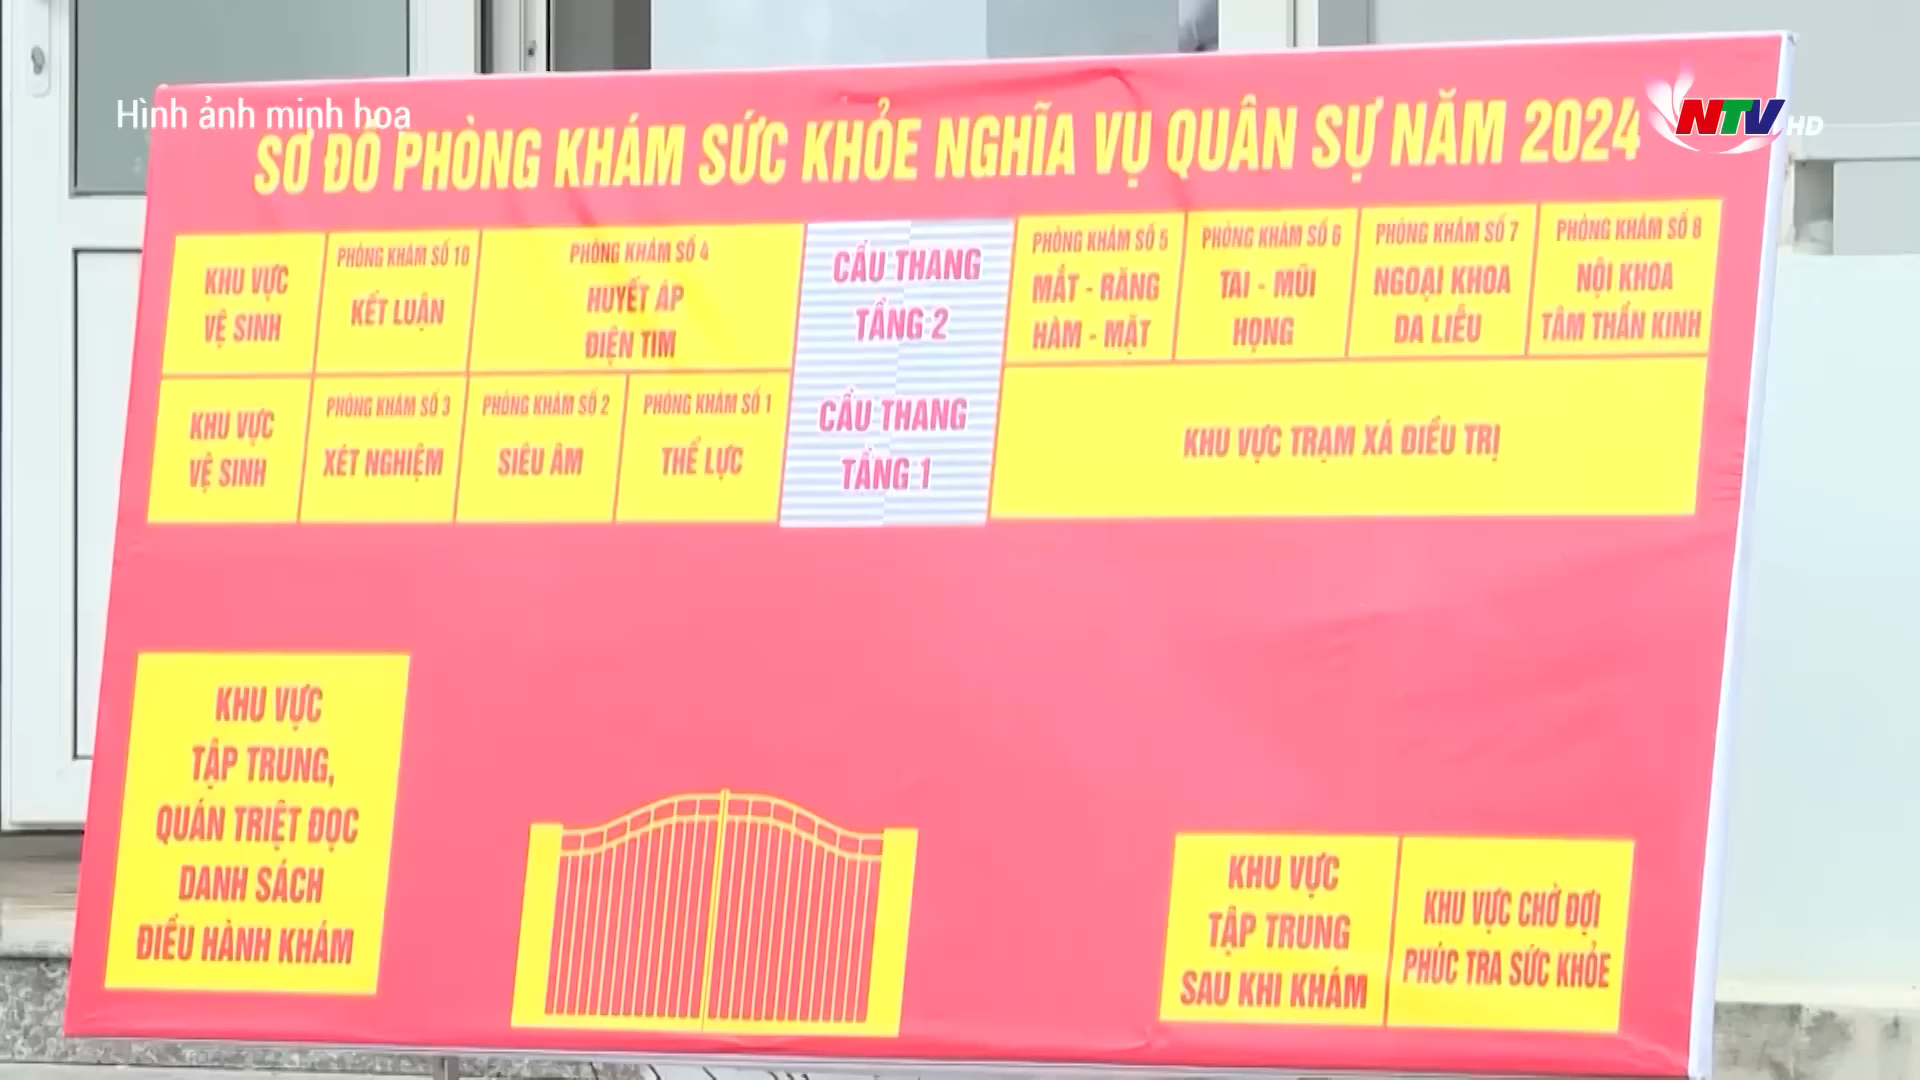 Hình ảnh minh hoạ
NTV HD
SƠ ĐỒ PHÒNG KHÁM SỨC KHỎE NGHĨA VỤ QUÂN SỰ NĂM 2024
KHU VỰC
VỆ SINH
PHÒNG KHÁM SỐ 10
KẾT LUẬN
PHÒNG KHÁM SỐ 4
HUYẾT ÁP
ĐIỆN TIM
CẦU THANG
TẦNG 2
PHÒNG KHÁM SỐ 5
MẮT - RĂNG
HÀM - MẶT
PHÒNG KHÁM SỐ 6
TAI - MŨI
HỌNG
PHÒNG KHÁM SỐ 7
NGOẠI KHOA
DA LIỄU
PHÒNG KHÁM SỐ 8
NỘI KHOA
TÂM THẦN KINH
KHU VỰC
VỆ SINH
PHÒNG KHÁM SỐ 3
XÉT NGHIỆM
PHÒNG KHÁM SỐ 2
SIÊU ÂM
PHÒNG KHÁM SỐ 1
THỂ LỰC
CẦU THANG
TẦNG 1
KHU VỰC TRẠM XÁ ĐIỀU TRỊ
KHU VỰC
TẬP TRUNG,
QUÁN TRIỆT ĐỌC
DANH SÁCH
ĐIỀU HÀNH KHÁM
KHU VỰC
TẬP TRUNG
SAU KHI KHÁM
KHU VỰC CHỜ ĐỢI
PHÚC TRA SỨC KHỎE